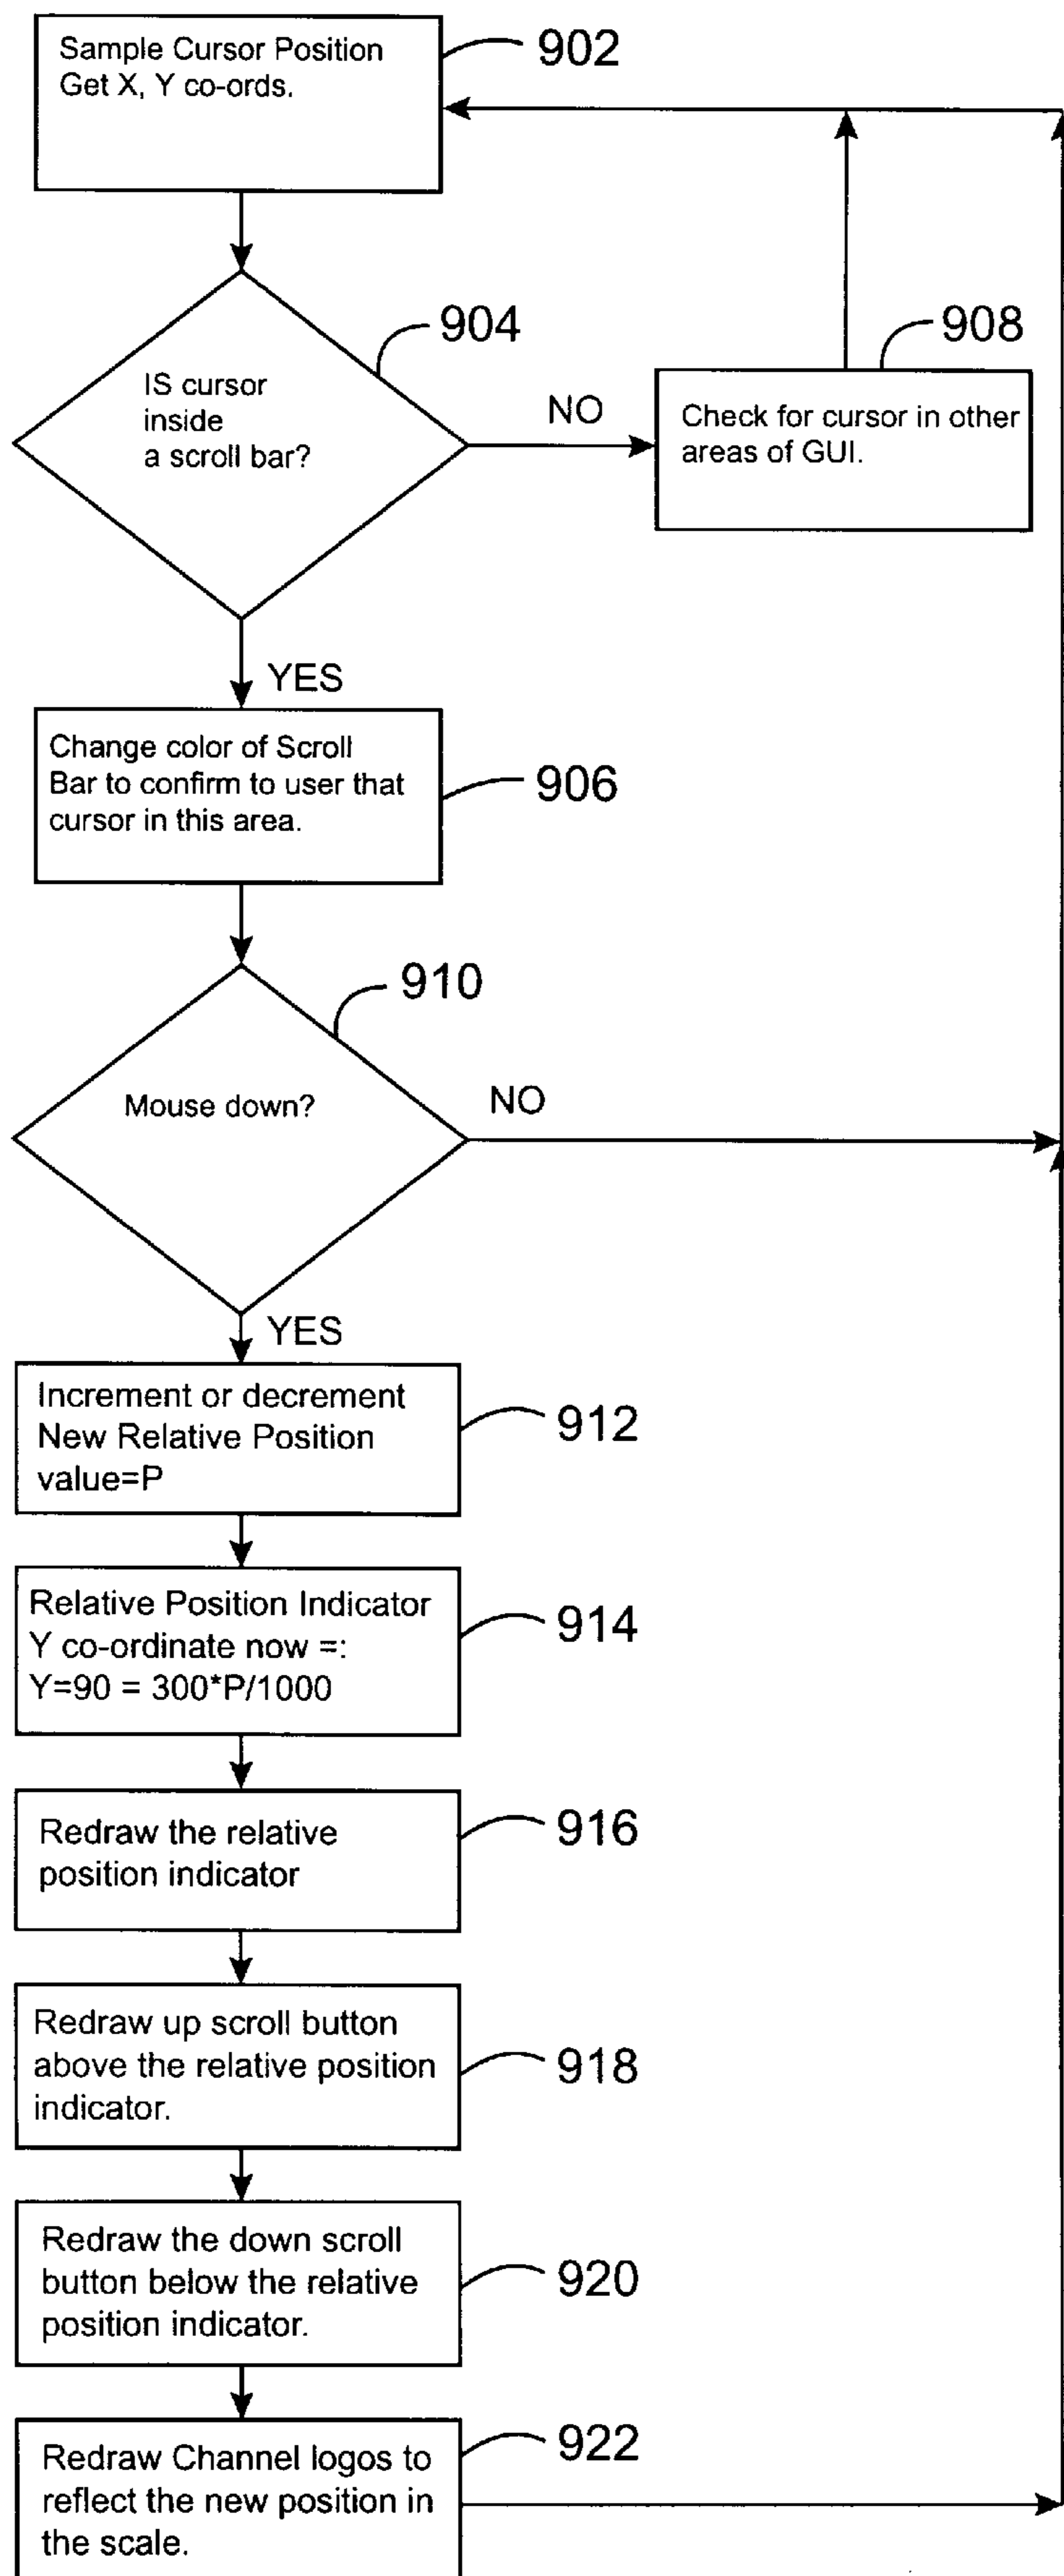 Sample Cursor Position
Get X, Y co-ords.
902
904
IS cursor
inside
a scroll bar?
NO
908
Check for cursor in other
areas of GUI.
YES
Change color of Scroll
Bar to confirm to user that
cursor in this area.
906
910
Mouse down?
NO
YES
Increment or decrement
New Relative Position
value=P
912
Relative Position Indicator
Y co-ordinate now =:
Y=90 = 300*P/1000
914
Redraw the relative
position indicator
916
Redraw up scroll button
above the relative position
indicator.
918
Redraw the down scroll
button below the relative
position indicator.
920
Redraw Channel logos to
reflect the new position in
the scale.
922